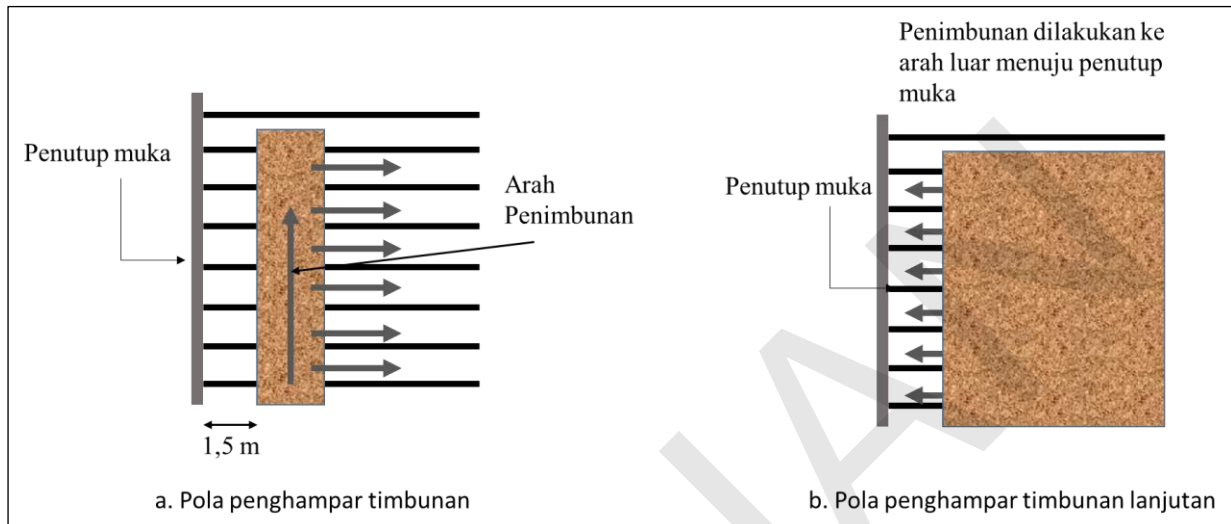 Penutup muka
Arah
Penimbunan
1,5 m
a. Pola penghampar timbunan
Penimbunan dilakukan ke
arah luar menuju penutup
muka
Penutup muka
b. Pola penghampar timbunan lanjutan